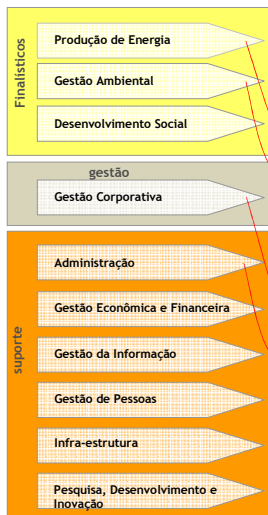 Finalísticos
Produção de Energia
Gestão Ambiental
Desenvolvimento Social
gestão
Gestão Corporativa
suporte
Administração
Gestão Econômica e Financeira
Gestão da Informação
Gestão de Pessoas
Infra-estrutura
Pesquisa, Desenvolvimento e
Inovação